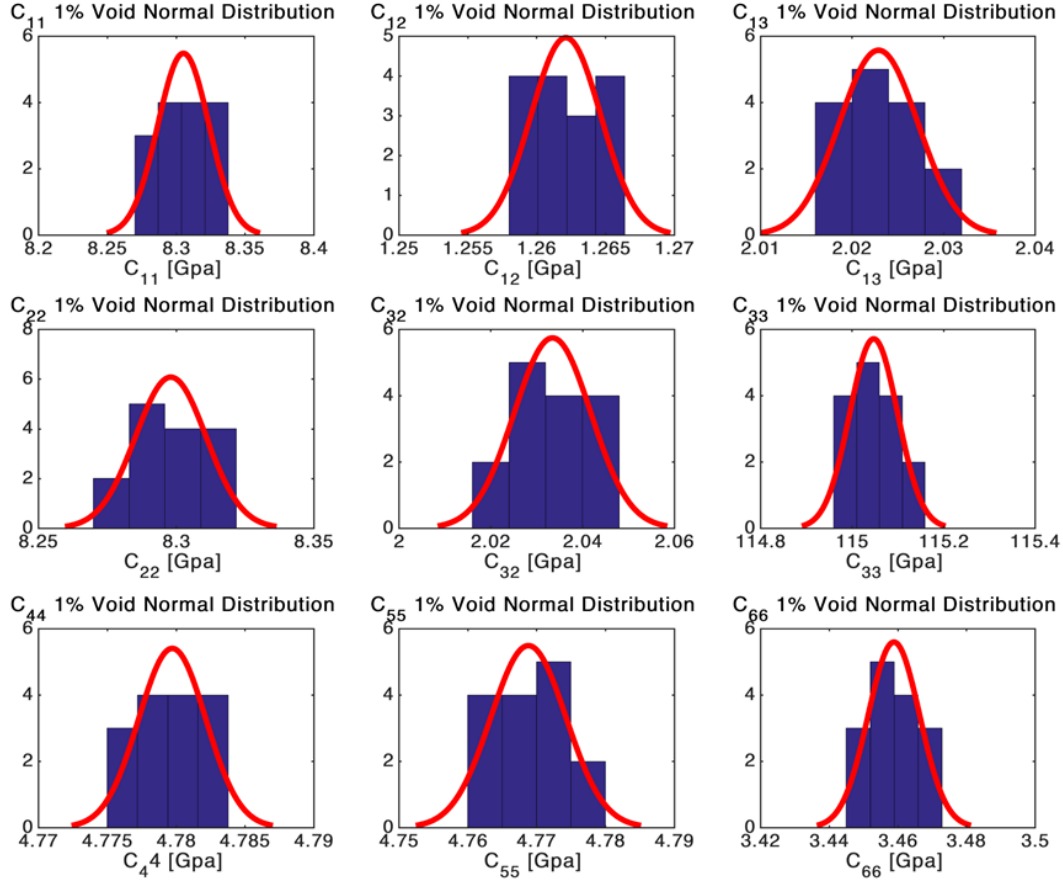 C11 1% Void Normal Distribution
6
4
2
0
8.2 8.25 8.3 8.35 8.4
C11 [Gpa]
C12 1% Void Normal Distribution
5
4
3
2
1
0
1.25 1.255 1.26 1.265 1.27
C12 [Gpa]
C13 1% Void Normal Distribution
6
4
2
0
2.01 2.02 2.03 2.04
C13 [Gpa]
C22 1% Void Normal Distribution
8
6
4
2
0
8.25 8.3 8.35
C22 [Gpa]
C32 1% Void Normal Distribution
6
4
2
0
2 2.02 2.04 2.06
C32 [Gpa]
C33 1% Void Normal Distribution
6
4
2
0
114.8 115 115.2 115.4
C33 [Gpa]
C44 1% Void Normal Distribution
6
4
2
0
4.77 4.775 4.78 4.785 4.79
C44 [Gpa]
C55 1% Void Normal Distribution
6
4
2
0
4.75 4.76 4.77 4.78 4.79
C55 [Gpa]
C66 1% Void Normal Distribution
6
4
2
0
3.42 3.44 3.46 3.48 3.5
C66 [Gpa]